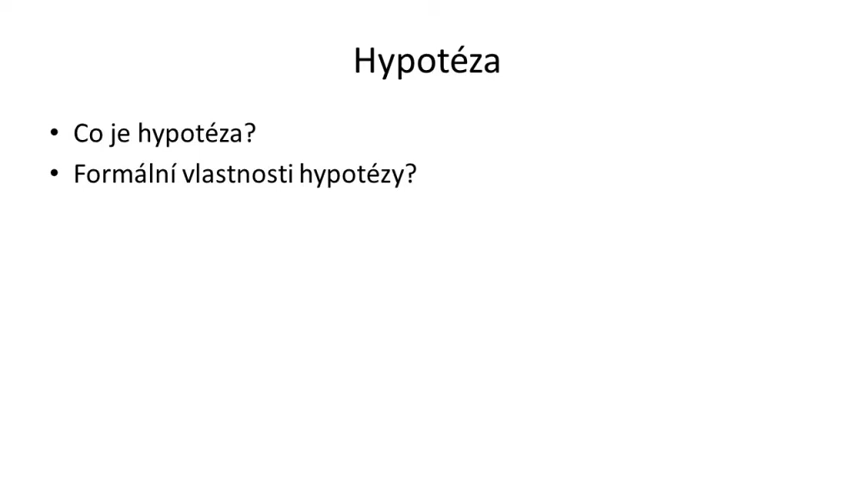 Hypotéza
• Co je hypotéza?
• Formální vlastnosti hypotézy?